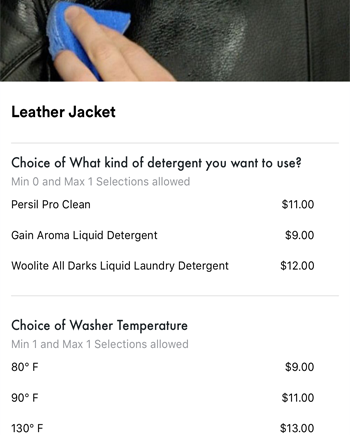 Leather Jacket
Choice of What kind of detergent you want to use?
Min 0 and Max 1 Selections allowed
Persil Pro Clean $11.00
Gain Aroma Liquid Detergent $9.00
Woolite All Darks Liquid Laundry Detergent $12.00
Choice of Washer Temperature
Min 1 and Max 1 Selections allowed
80° F $9.00
90° F $11.00
130° F $13.00